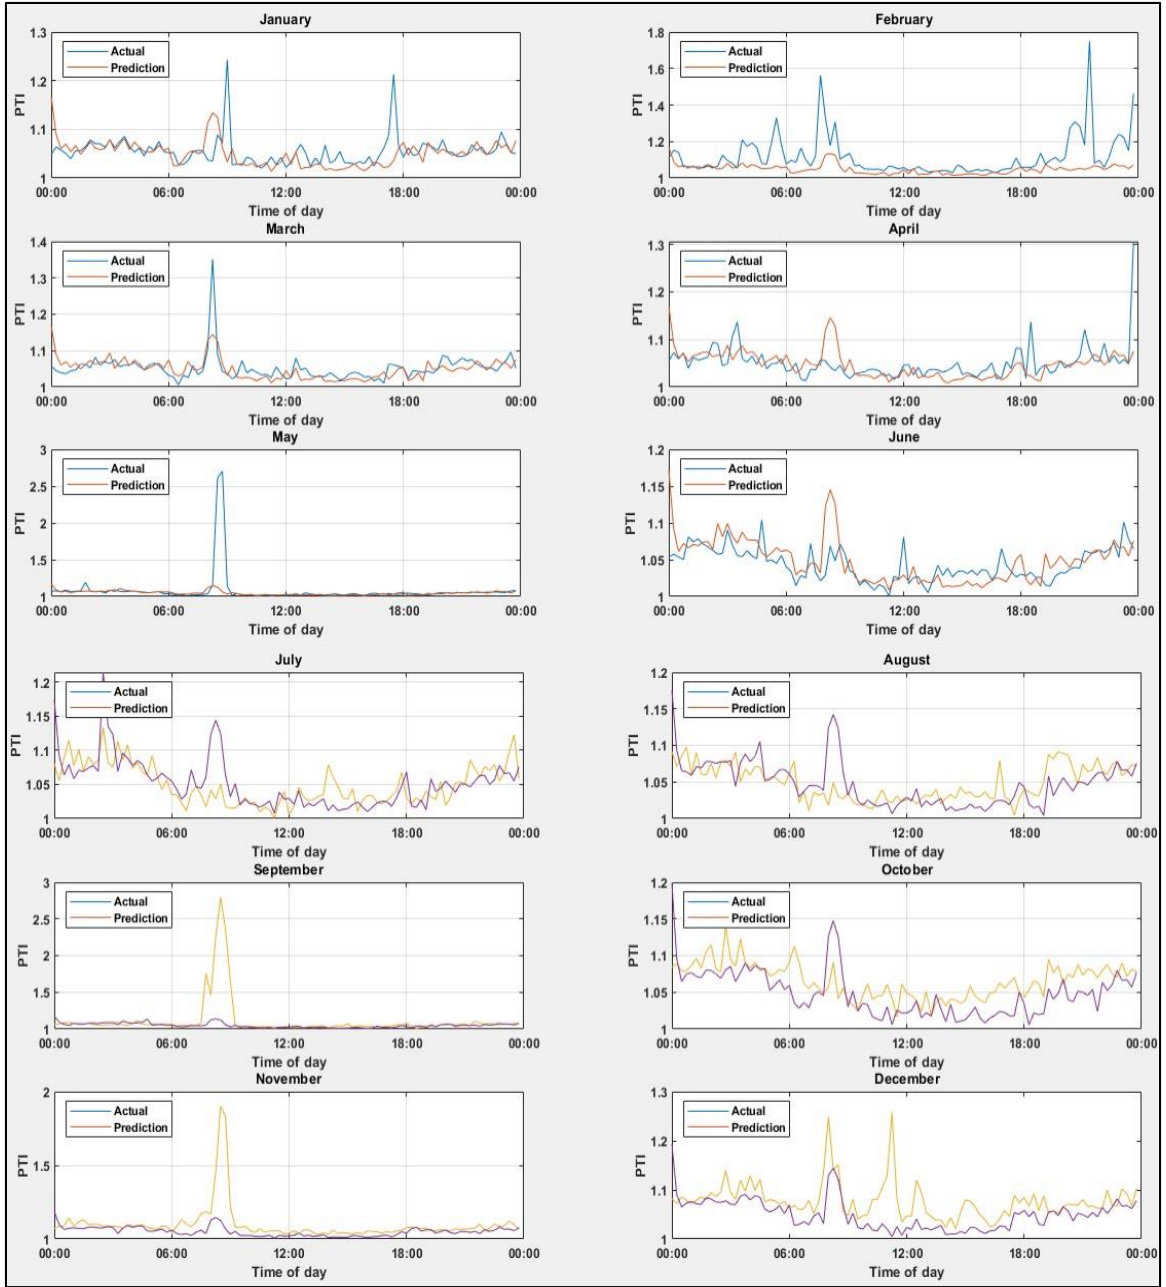 January
1.3
1.2
1.1
1
PTI
Actual
Prediction
00:00 06:00 12:00 18:00 00:00
Time of day
February
1.8
1.6
1.4
1.2
1
PTI
Actual
Prediction
00:00 06:00 12:00 18:00 00:00
Time of day
March
1.4
1.3
1.2
1.1
1
PTI
Actual
Prediction
00:00 06:00 12:00 18:00 00:00
Time of day
April
1.3
1.2
1.1
1
PTI
Actual
Prediction
00:00 06:00 12:00 18:00 00:00
Time of day
May
3
2.5
2
1.5
1
PTI
Actual
Prediction
00:00 06:00 12:00 18:00 00:00
Time of day
June
1.2
1.15
1.1
1.05
1
PTI
Actual
Prediction
00:00 06:00 12:00 18:00 00:00
Time of day
July
1.2
1.15
1.1
1.05
1
PTI
Actual
Prediction
00:00 06:00 12:00 18:00 00:00
Time of day
August
1.2
1.15
1.1
1.05
1
PTI
Actual
Prediction
00:00 06:00 12:00 18:00 00:00
Time of day
September
3
2.5
2
1.5
1
PTI
Actual
Prediction
00:00 06:00 12:00 18:00 00:00
Time of day
October
1.2
1.15
1.1
1.05
1
PTI
Actual
Prediction
00:00 06:00 12:00 18:00 00:00
Time of day
November
2
1.5
1
PTI
Actual
Prediction
00:00 06:00 12:00 18:00 00:00
Time of day
December
1.3
1.2
1.1
1
PTI
Actual
Prediction
00:00 06:00 12:00 18:00 00:00
Time of day